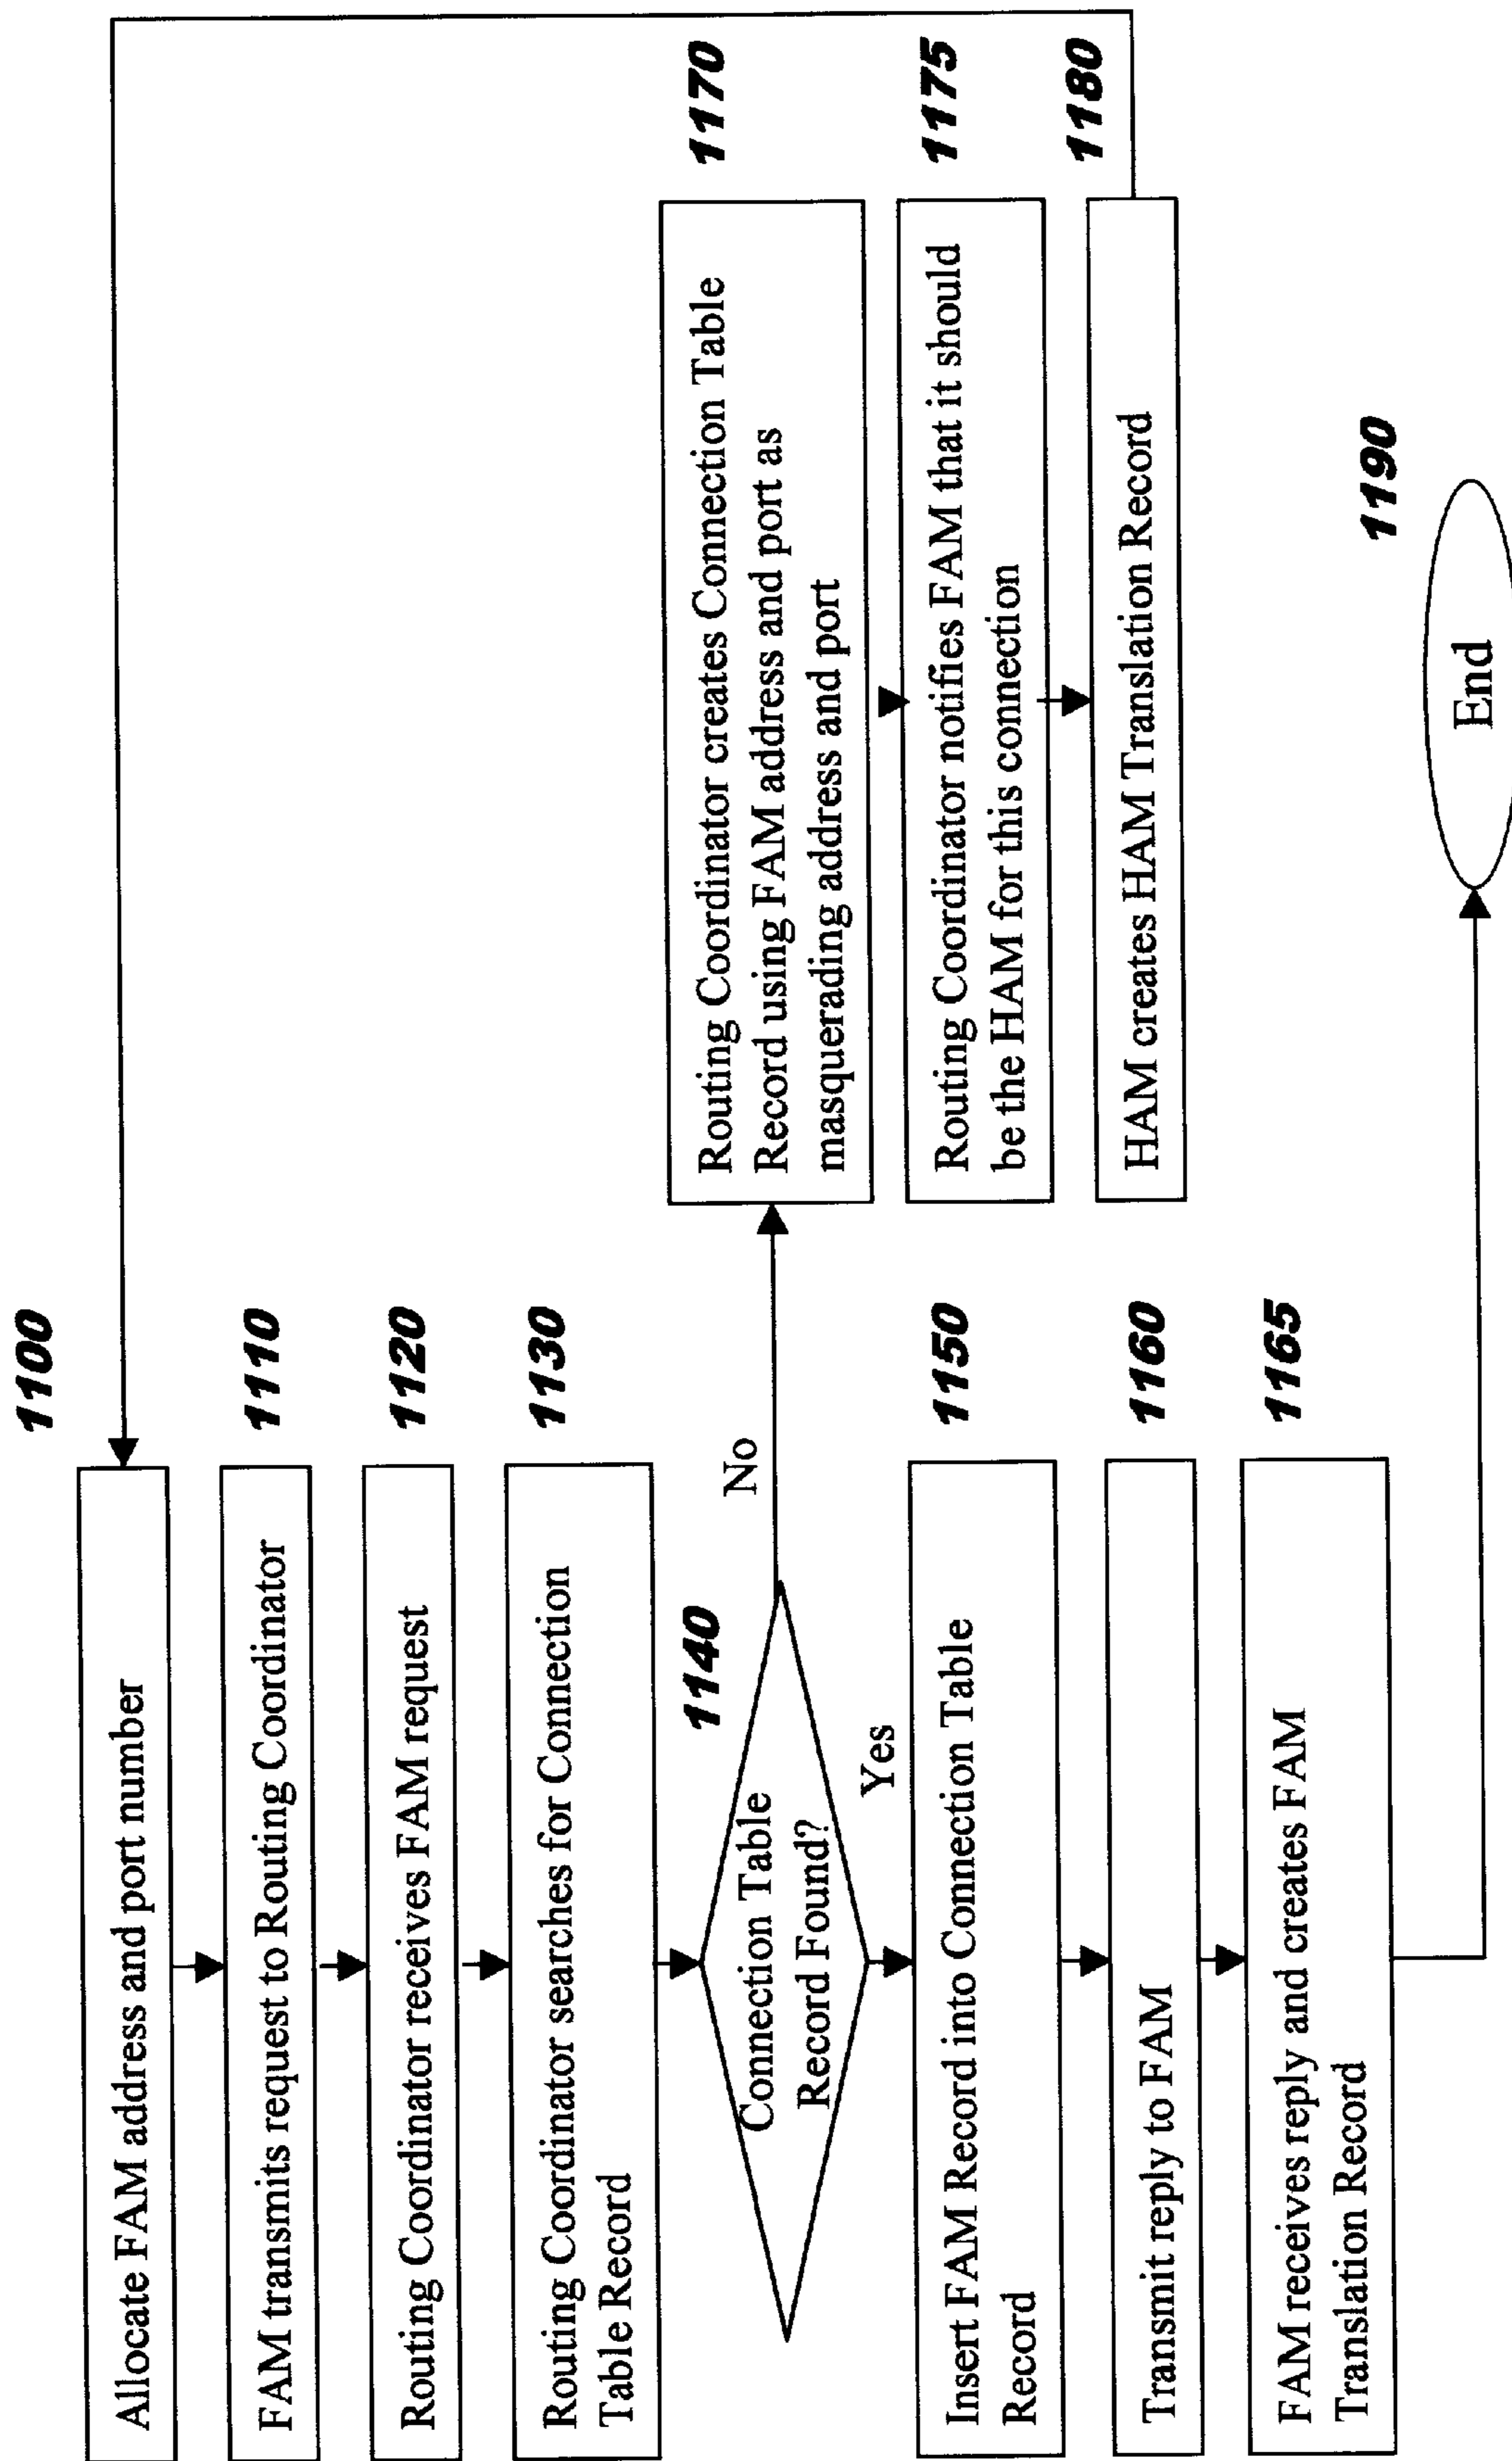 1100
Allocate FAM address and port number
1110
FAM transmits request to Routing Coordinator
1120
Routing Coordinator receives FAM request
1130
Routing Coordinator searches for Connection
Table Record
1140
Connection Table
Record Found?
No
Yes
1150
Insert FAM Record into Connection Table
Record
1160
Transmit reply to FAM
1165
FAM receives reply and creates FAM
Translation Record
1170
Routing Coordinator creates Connection Table
Record using FAM address and port as
masquerading address and port
1175
Routing Coordinator notifies FAM that it should
be the HAM for this connection
1180
HAM creates HAM Translation Record
1190
End